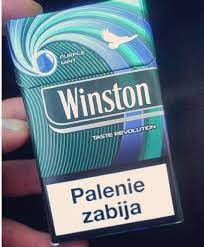 PURPLE
MINT
Winston
TASTE REVOLUTION
Palenie
zabija